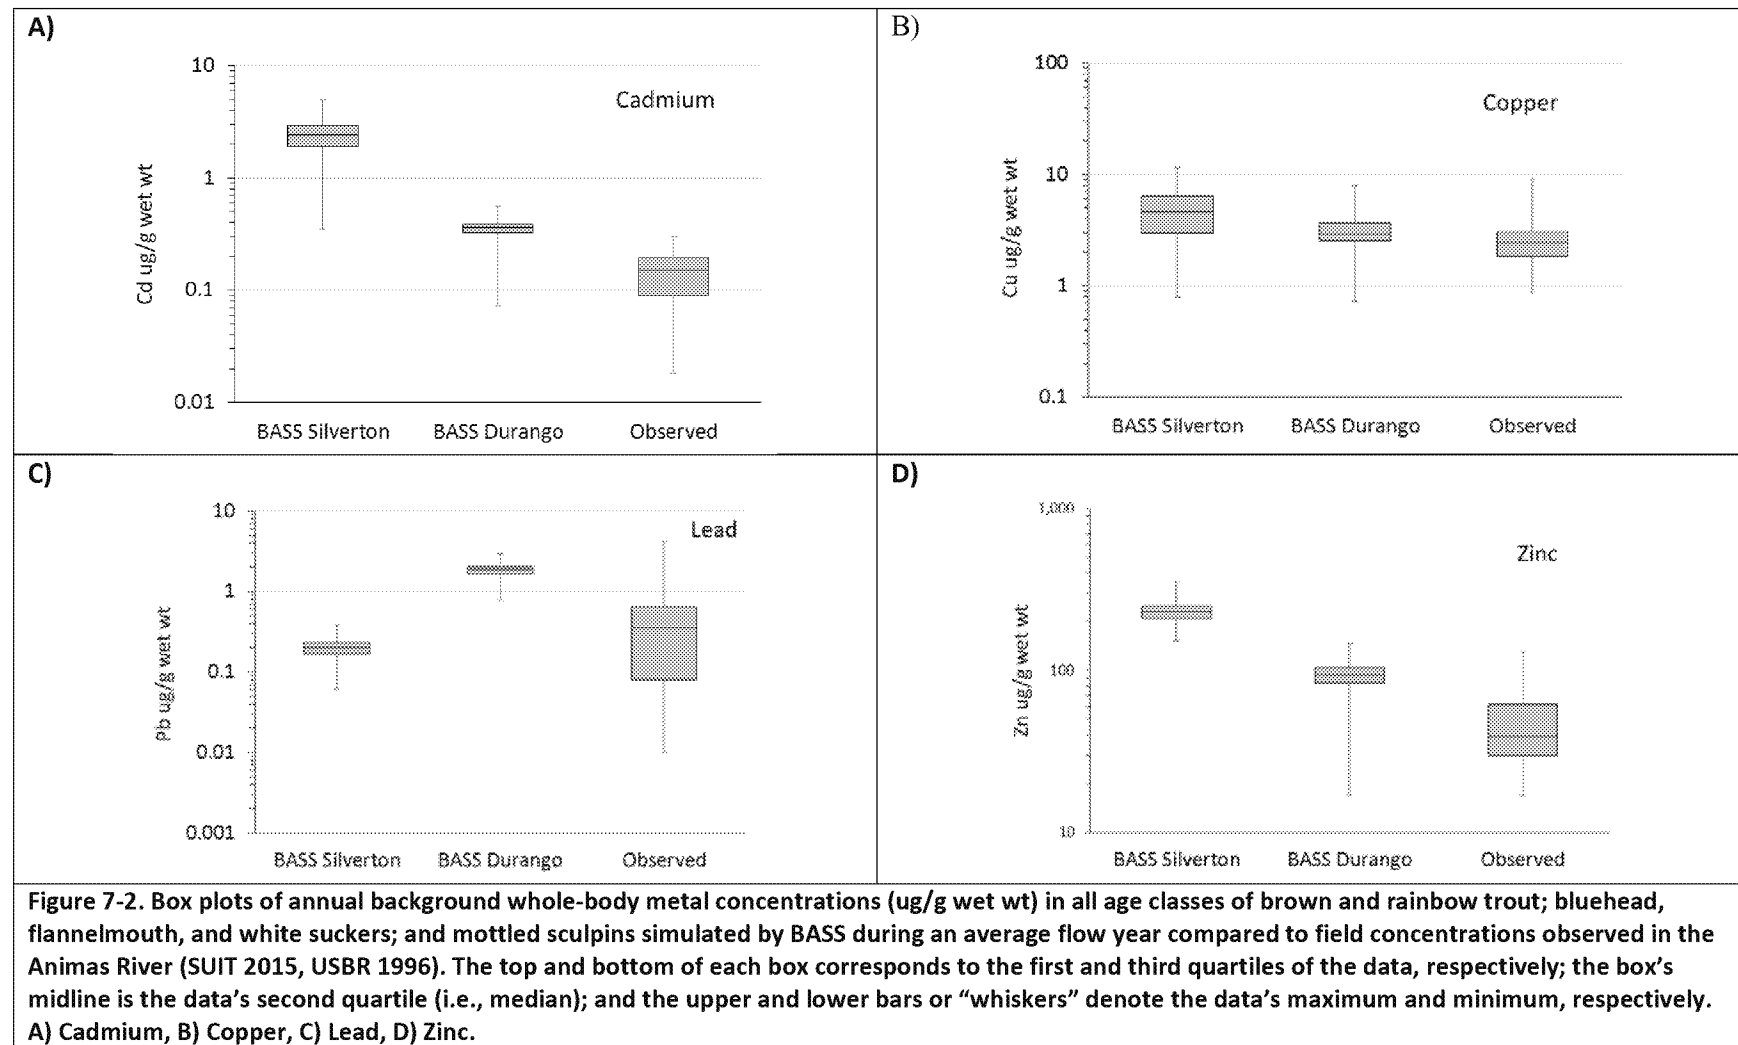 A)
Cadmium
Cd ug/g wet wt
10
1
0.1
0.01
BASS Silverton BASS Durango Observed
B)
Copper
Cu ug/g wet wt
100
10
1
0.1
BASS Silverton BASS Durango Observed
C)
Lead
Pb ug/g wet wt
10
1
0.1
0.01
0.001
BASS Silverton BASS Durango Observed
D)
Zinc
Zn ug/g wet wt
1,000
100
10
BASS Silverton BASS Durango Observed
Figure 7-2. Box plots of annual background whole-body metal concentrations (ug/g wet wt) in all age classes of brown and rainbow trout; bluehead,
flannelmouth, and white suckers; and mottled sculpins simulated by BASS during an average flow year compared to field concentrations observed in the
Animas River (SUIT 2015, USBR 1996). The top and bottom of each box corresponds to the first and third quartiles of the data, respectively; the box's
midline is the data's second quartile (i.e., median); and the upper and lower bars or “whiskers” denote the data's maximum and minimum, respectively.
A) Cadmium, B) Copper, C) Lead, D) Zinc.